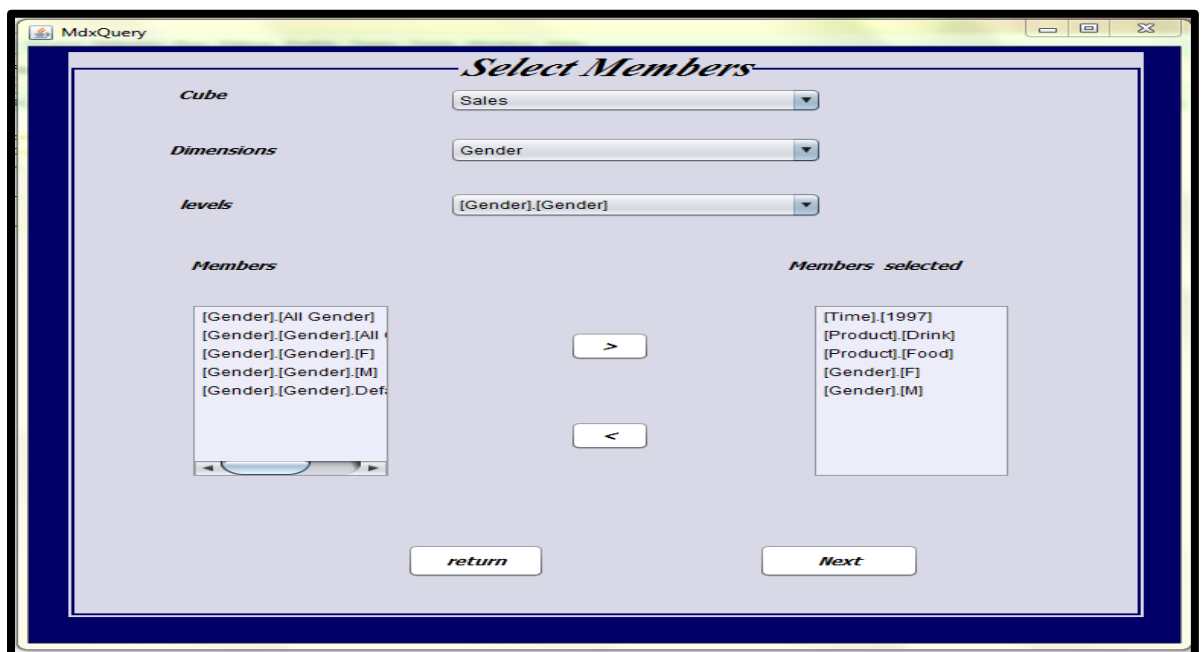 MdxQuery
Select Members
Cube
Sales
Dimensions
Gender
levels
[Gender].[Gender]
Members
Members selected
[Gender].[All Gender]
[Gender].[Gender].[All
[Gender].[Gender].[F]
[Gender].[Gender].[M]
[Gender].[Gender].Defa
>
<
[Time].[1997]
[Product].[Drink]
[Product].[Food]
[Gender].[F]
[Gender].[M]
return
Next